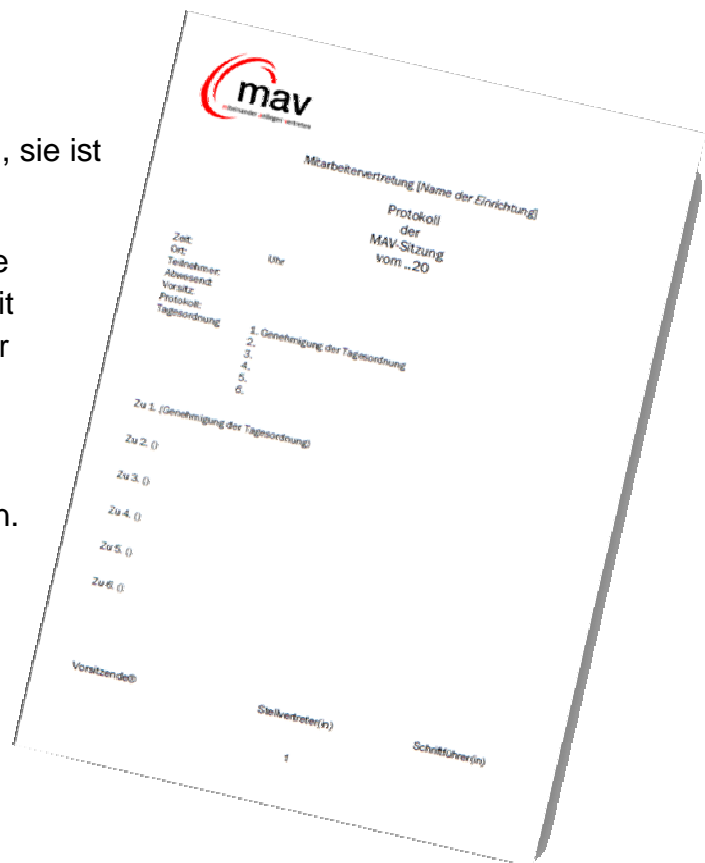 , sie ist
e
it
r
n.
mav
Mitarbeitervertretung [Name der Einrichtung]
Protokoll
der
MAV-Sitzung
vom ..20
Zeit: Uhr
Ort:
Teilnehmer:
Abwesend:
Vorsitz:
Protokoll:
Tagesordnung
1. Genehmigung der Tagesordnung
2.
3.
4.
5.
6.
Zu 1. (Genehmigung der Tagesordnung)
Zu 2. ()
Zu 3. ()
Zu 4. ()
Zu 5. ()
Zu 6. ()
Vorsitzende® Stellvertreter(in) Schriftführer(in)
1